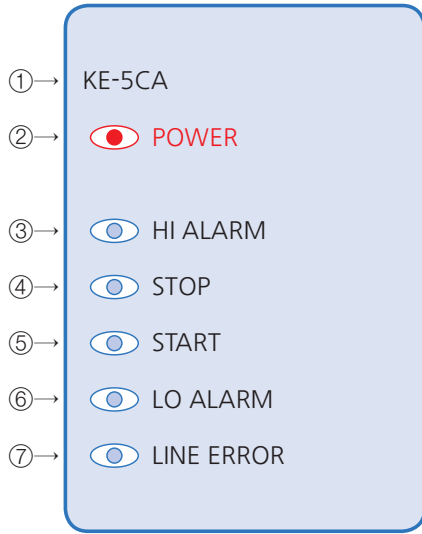 ① KE-5CA
② POWER
③ HI ALARM
④ STOP
⑤ START
⑥ LO ALARM
⑦ LINE ERROR